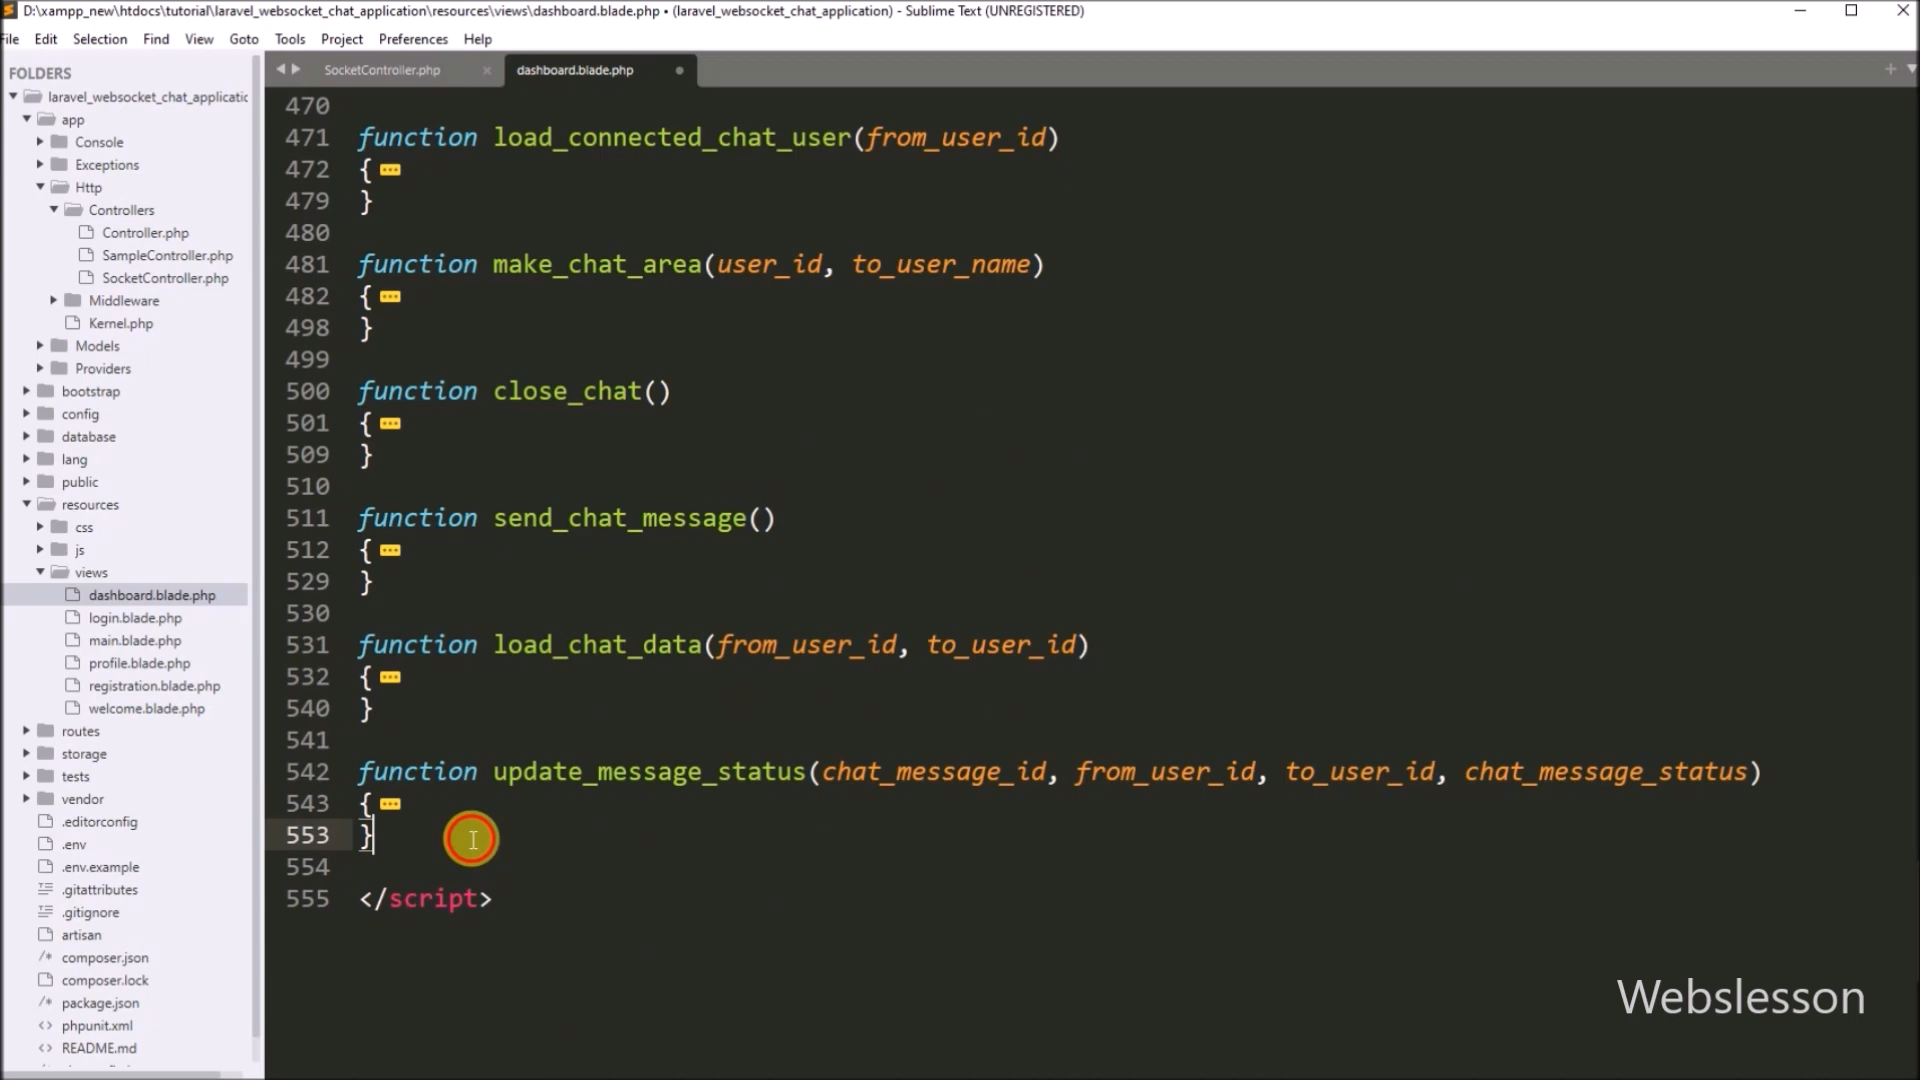 D:\xampp_new\htdocs\tutorial\laravel_websocket_chat_application\resources\views\dashboard.blade.php • (laravel_websocket_chat_application) - Sublime Text (UNREGISTERED)
File Edit Selection Find View Goto Tools Project Preferences Help
FOLDERS
laravel_websocket_chat_applicatic
app
Console
Exceptions
Http
Controllers
Controller.php
SampleController.php
SocketController.php
Middleware
Kernel.php
Models
Providers
bootstrap
config
database
lang
public
resources
css
js
views
dashboard.blade.php
login.blade.php
main.blade.php
profile.blade.php
registration.blade.php
welcome.blade.php
routes
storage
tests
vendor
.editorconfig
.env
.env.example
.gitattributes
.gitignore
artisan
composer.json
composer.lock
package.json
phpunit.xml
README.md
SocketController.php × dashboard.blade.php
470
471 function load_connected_chat_user(from_user_id)
472 {
479 }
480
481 function make_chat_area(user_id, to_user_name)
482 {
498 }
499
500 function close_chat()
501 {
509 }
510
511 function send_chat_message()
512 {
529 }
530
531 function load_chat_data(from_user_id, to_user_id)
532 {
540 }
541
542 function update_message_status(chat_message_id, from_user_id, to_user_id, chat_message_status)
543 {
553 }
554
555 </script>
Webslesson